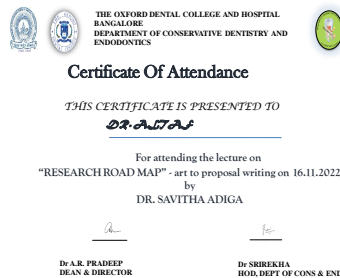 THE OXFORD DENTAL COLLEGE AND HOSPITAL
BANGALORE
DEPARTMENT OF CONSERVATIVE DENTISTRY AND
ENDODONTICS
Certificate Of Attendance
THIS CERTIFICATE IS PRESENTED TO
DR. ALTAF
For attending the lecture on
“RESEARCH ROAD MAP” - art to proposal writing on 16.11.2022
by
DR. SAVITHA ADIGA
Dr A.R. PRADEEP
Dr SRIREKHA
DEAN & DIRECTOR
HOD, DEPT OF CONS &